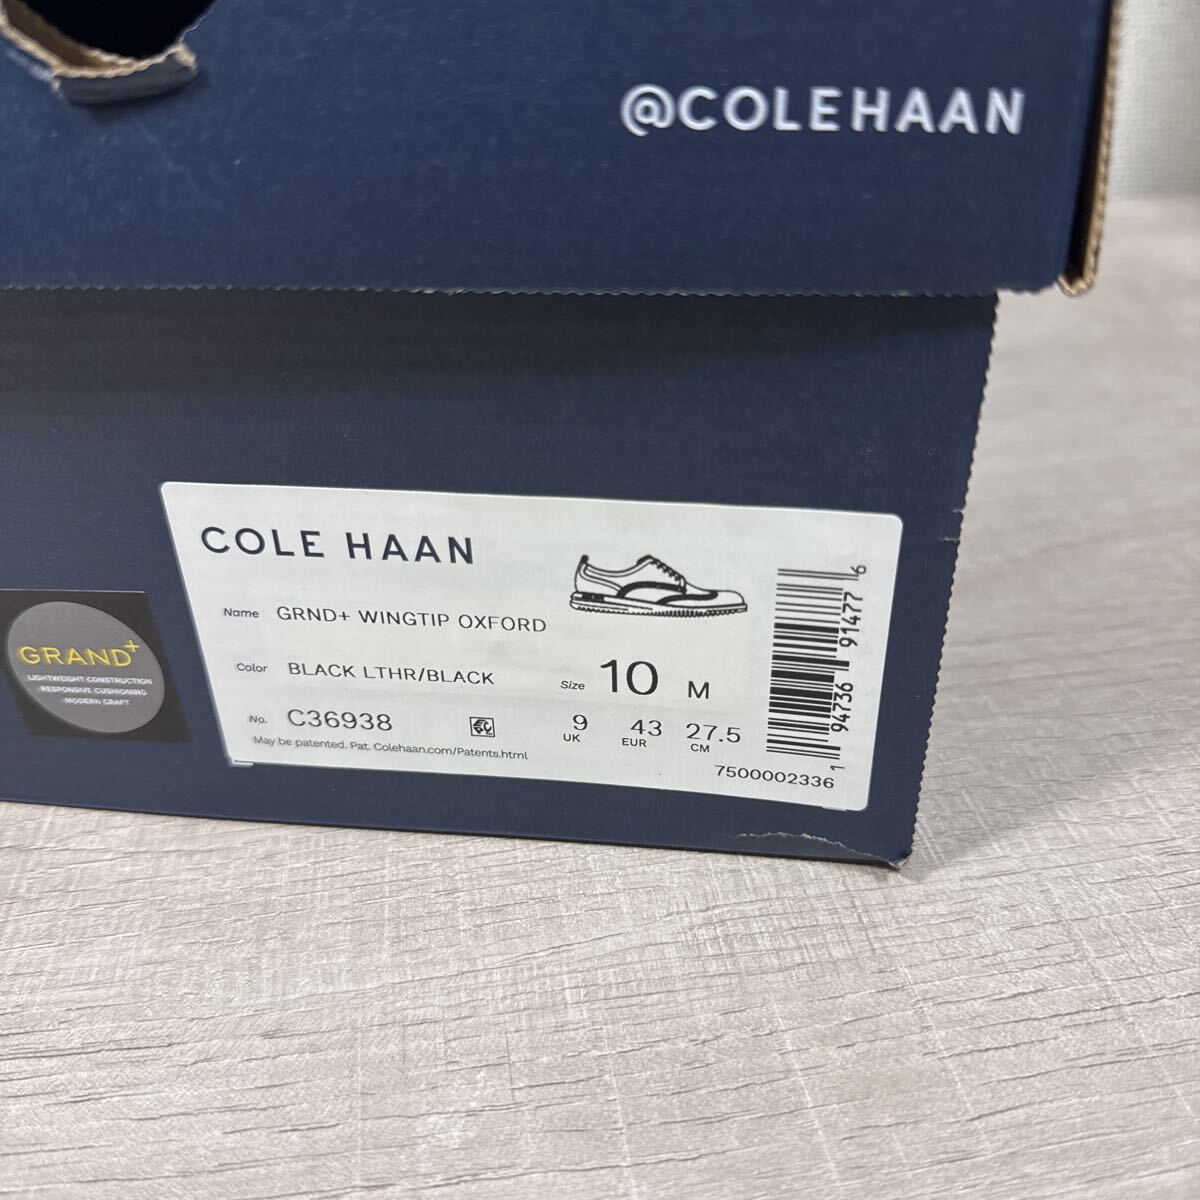 @COLEHAAN
COLE HAAN
Name GRND+ WINGTIP OXFORD
Color BLACK LTHR/BLACK
Size 10 M
No. C36938
9 UK 43 EUR 27.5 CM
May be patented. Pat. Colehaan.com/Patents.html
7500002336
1 94736 91477 6
GRAND+
LIGHTWEIGHT CONSTRUCTION
RESPONSIVE CUSHIONING
MODERN CRAFT